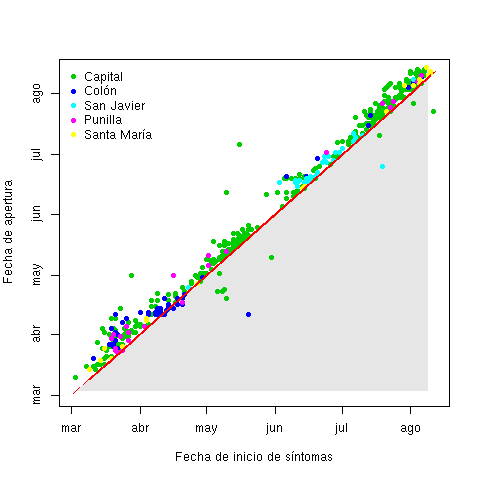 Capital
Colón
San Javier
Punilla
Santa María
Fecha de apertura
ago
jul
jun
may
abr
mar
mar abr may jun jul ago
Fecha de inicio de síntomas